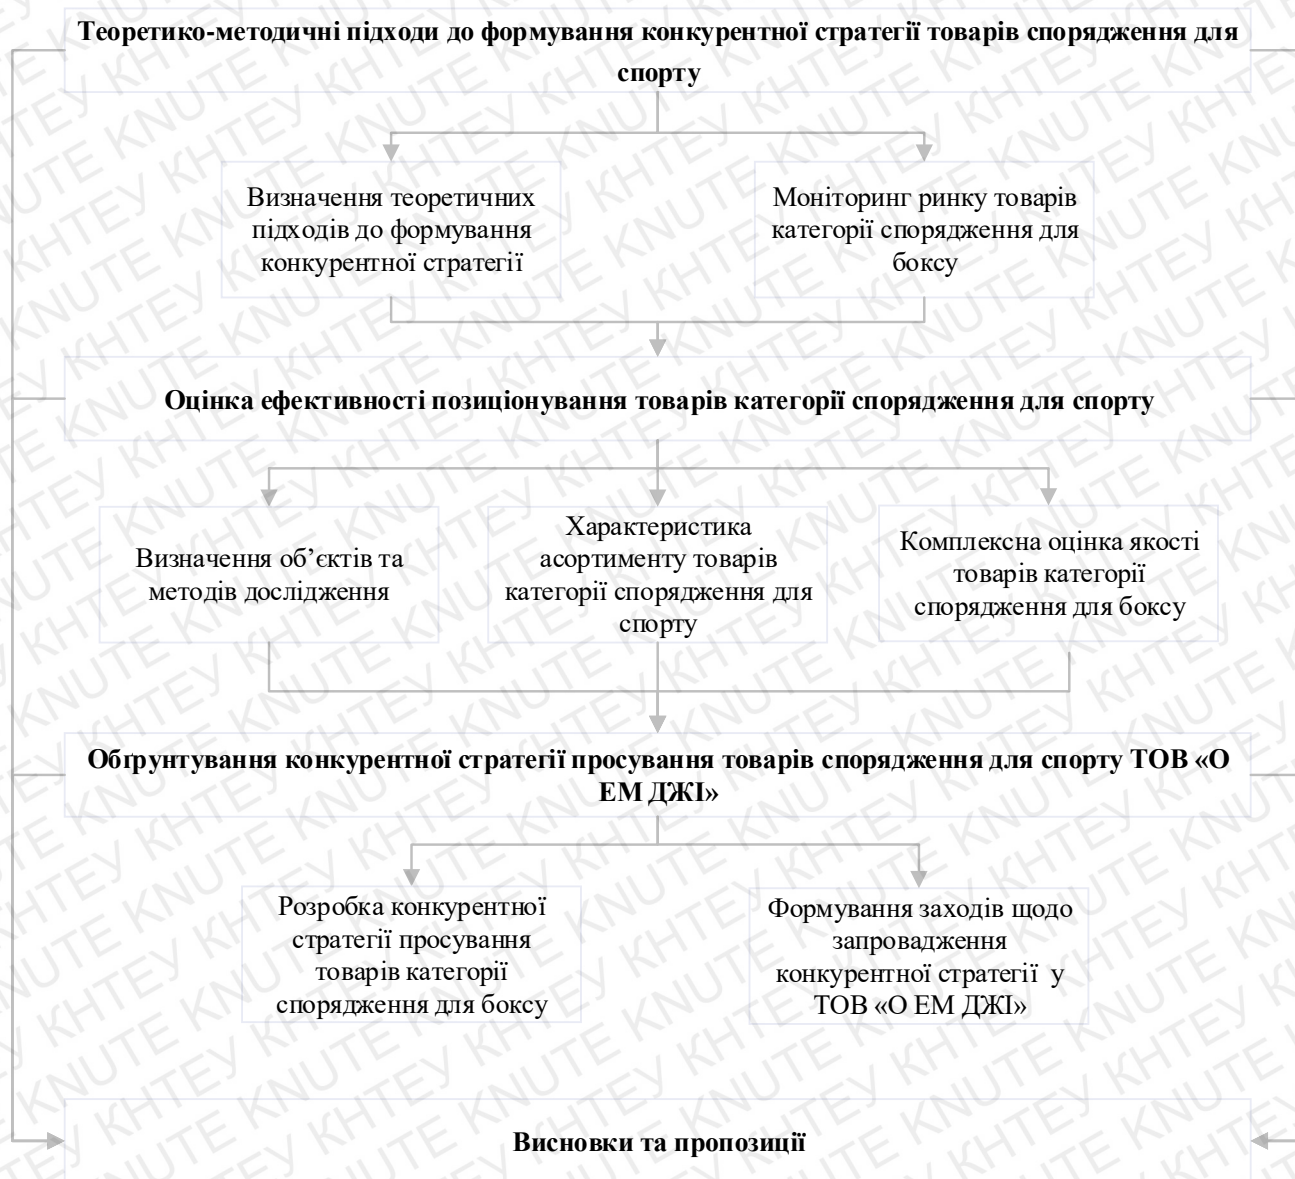 Теоретико-методичні підходи до формування конкурентної стратегії товарів спорядження для
спорту
Визначення теоретичних
підходів до формування
конкурентної стратегії
Моніторинг ринку товарів
категорії спорядження для
боксу
Оцінка ефективності позиціонування товарів категорії спорядження для спорту
Визначення об’єктів та
методів дослідження
Характеристика
асортименту товарів
категорії спорядження для
спорту
Комплексна оцінка якості
товарів категорії
спорядження для боксу
Обґрунтування конкурентної стратегії просування товарів спорядження для спорту ТОВ «О
ЕМ ДЖІ»
Розробка конкурентної
стратегії просування
товарів категорії
спорядження для боксу
Формування заходів щодо
запровадження
конкурентної стратегії у
ТОВ «О ЕМ ДЖІ»
Висновки та пропозиції